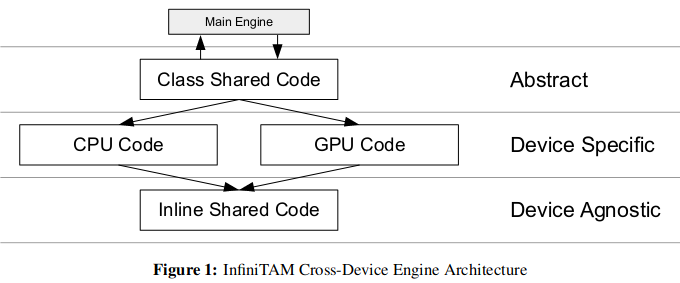 Main Engine
Class Shared Code
Abstract
CPU Code
GPU Code
Device Specific
Inline Shared Code
Device Agnostic
Figure 1: InfiniTAM Cross-Device Engine Architecture